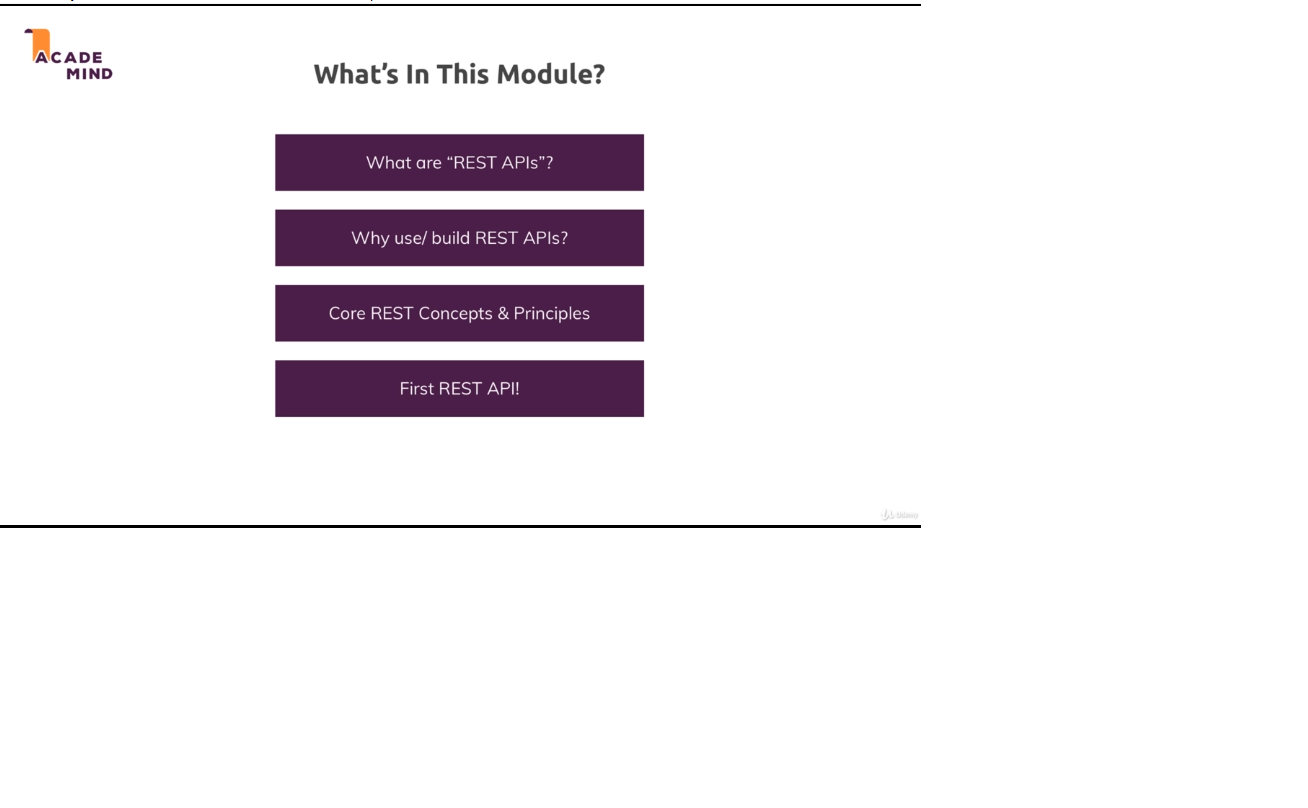 ACADE
MIND
What’s In This Module?
What are “REST APIs”?
Why use/ build REST APIs?
Core REST Concepts & Principles
First REST API!
Udemy